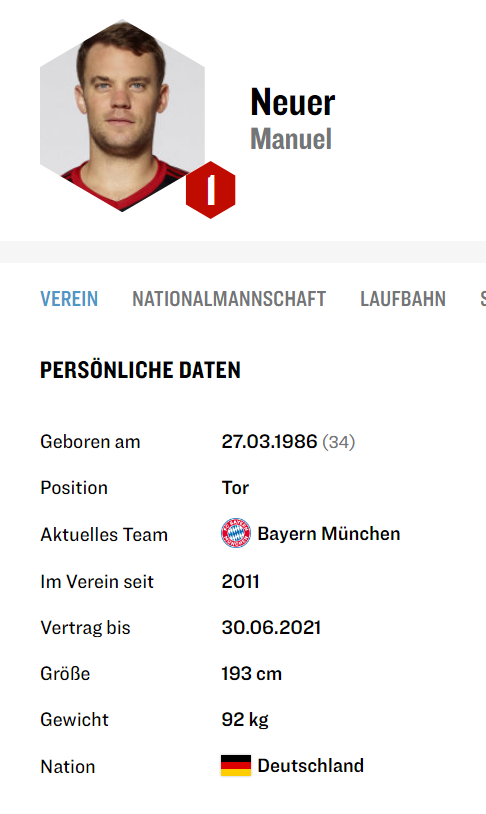 Neuer
Manuel
1
VEREIN NATIONALMANNSCHAFT LAUFBAHN S
PERSÖNLICHE DATEN
Geboren am 27.03.1986 (34)
Position Tor
Aktuelles Team Bayern München
Im Verein seit 2011
Vertrag bis 30.06.2021
Größe 193 cm
Gewicht 92 kg
Nation Deutschland